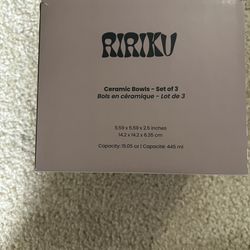 RIRIKU
Ceramic Bowls - Set of 3
Bols en céramique - Lot de 3
5.59 x 5.59 x 2.5 inches
14.2 x 14.2 x 6.35 cm
Capacity: 15.05 oz | Capacité: 445 ml